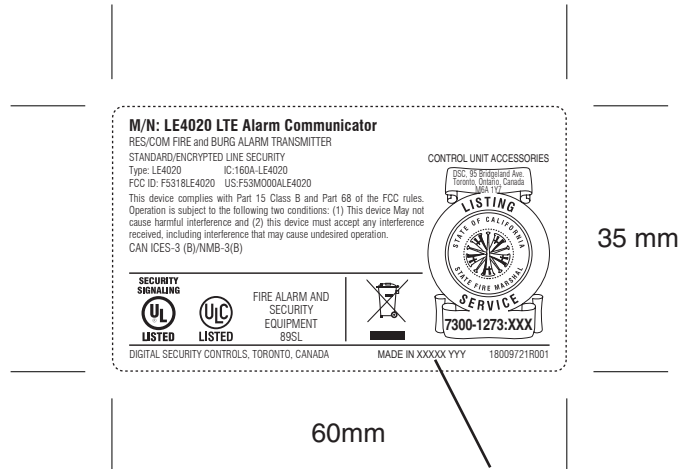 M/N: LE4020 LTE Alarm Communicator
RES/COM FIRE and BURG ALARM TRANSMITTER
STANDARD/ENCRYPTED LINE SECURITY
Type: LE4020 IC:160A-LE4020
FCC ID: F5318LE4020 US:F53MO00ALE4020
This device complies with Part 15 Class B and Part 68 of the FCC rules.
Operation is subject to the following two conditions: (1) This device May not
cause harmful interference and (2) this device must accept any interference
received, including interference that may cause undesired operation.
CAN ICES-3 (B)/NMB-3(B)
CONTROL UNIT ACCESSORIES
DSC, 95 Bridgeland Ave.
Toronto, Ontario, Canada
M6A 1Y7
LISTING
STATE OF CALIFORNIA
STATE FIRE MARSHAL
SERVICE
7300-1273:XXX
SECURITY
SIGNALING
UL
LISTED
ULC
LISTED
FIRE ALARM AND
SECURITY
EQUIPMENT
89SL
DIGITAL SECURITY CONTROLS, TORONTO, CANADA
MADE IN XXXXX YYY
18009721R001
35 mm
60mm